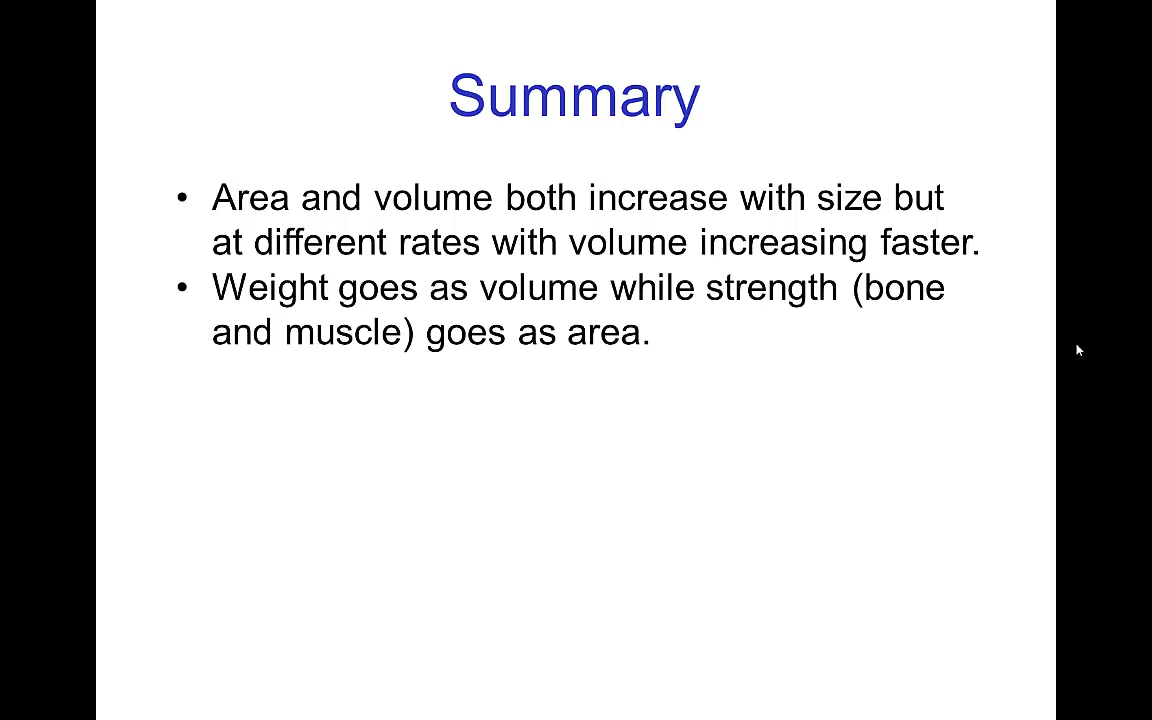 Summary
• Area and volume both increase with size but
at different rates with volume increasing faster.
• Weight goes as volume while strength (bone
and muscle) goes as area.